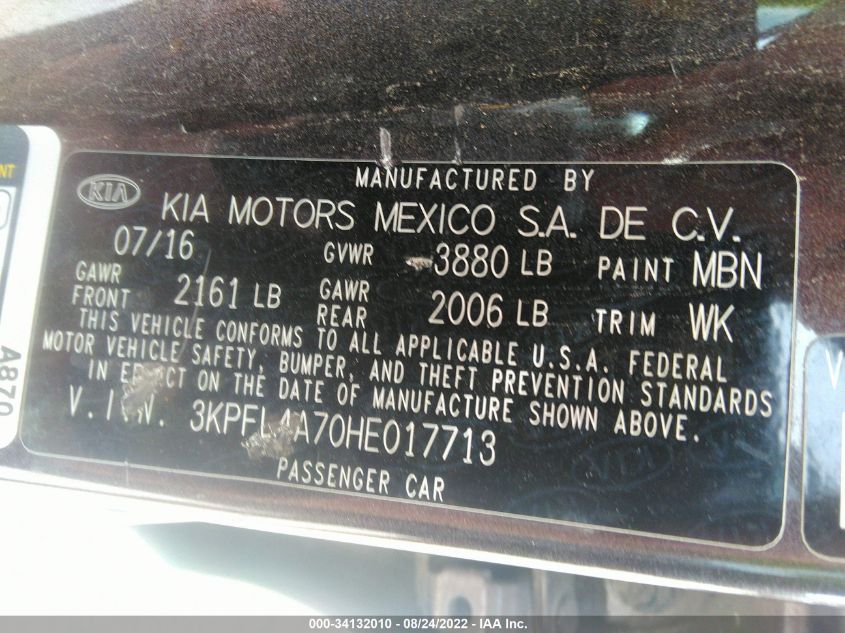 MANUFACTURED BY
KIA
KIA MOTORS MEXICO S.A. DE C.V.
07/16 GVWR 3880 LB PAINT MBN
GAWR FRONT 2161 LB GAWR REAR 2006 LB TRIM WK
THIS VEHICLE CONFORMS TO ALL APPLICABLE U.S.A. FEDERAL
MOTOR VEHICLE SAFETY, BUMPER, AND THEFT PREVENTION STANDARDS
IN EFFECT ON THE DATE OF MANUFACTURE SHOWN ABOVE.
V.I.N. 3KPFL4A70HE017713
PASSENGER CAR
A870
000-34132010 - 08/24/2022 - IAA Inc.